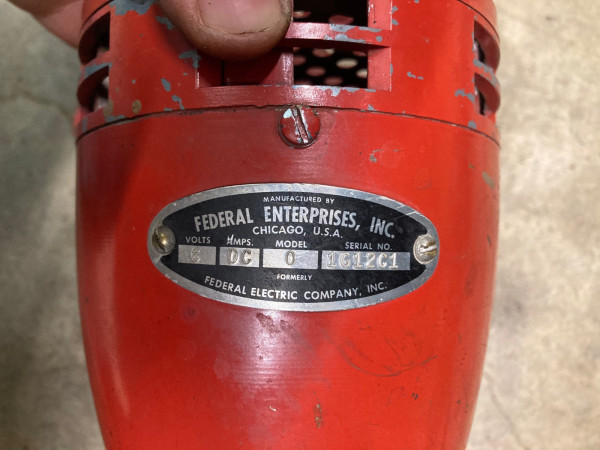 MANUFACTURED BY
FEDERAL ENTERPRISES, INC.
CHICAGO, U.S.A.
VOLTS AMPS. MODEL SERIAL NO.
6 DC 0 1612C1
FORMERLY
FEDERAL ELECTRIC COMPANY, INC.